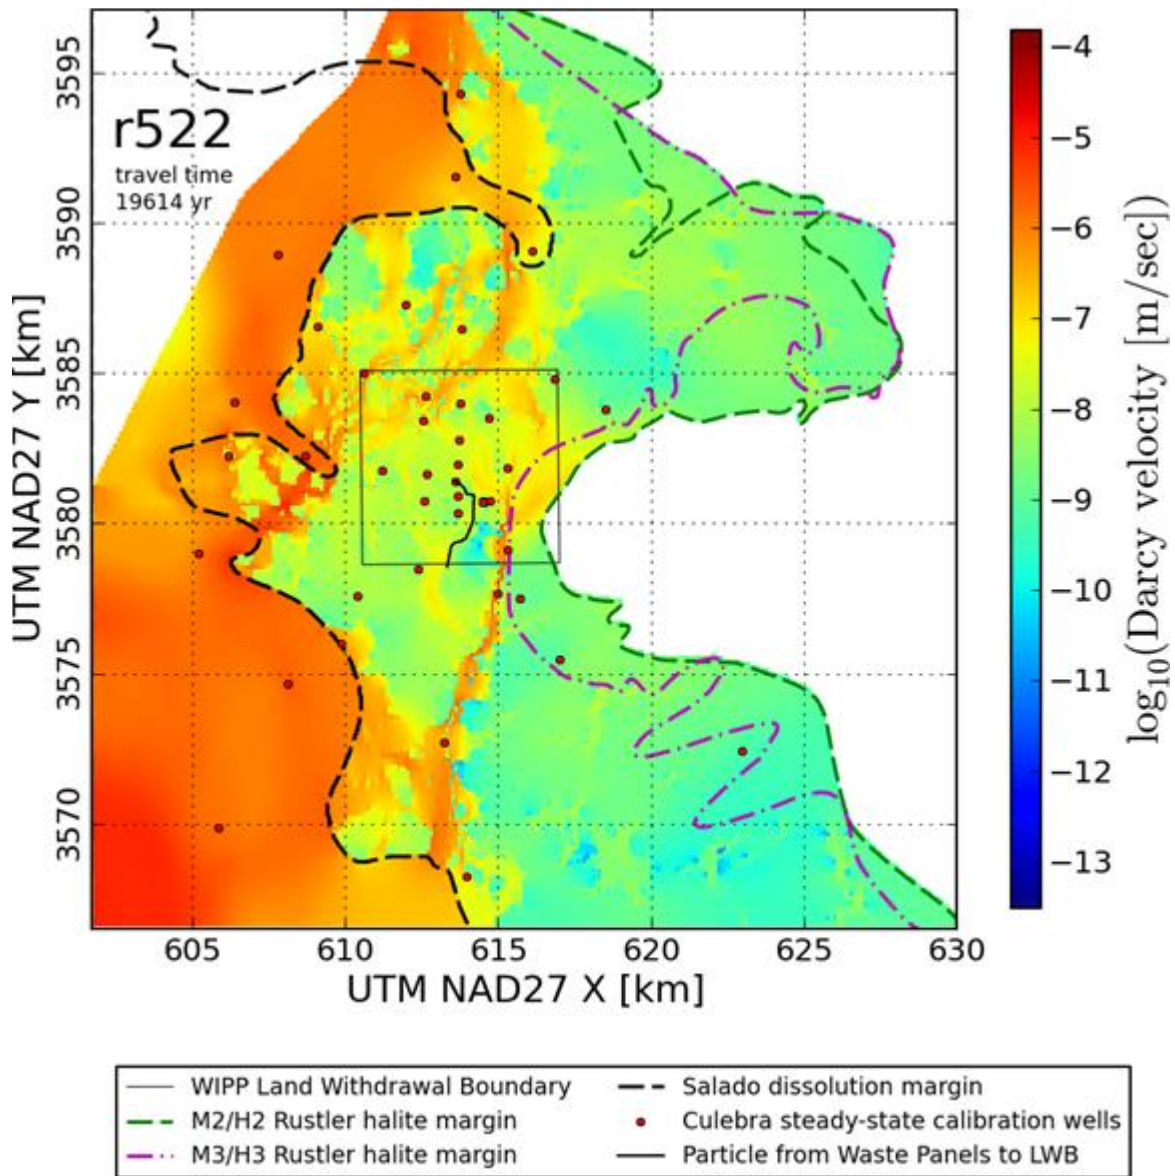 r522
travel time
19614 yr
UTM NAD27 Y [km]
3595
3590
3585
3580
3575
3570
605
610
615
620
625
630
UTM NAD27 X [km]
−4
−5
−6
−7
−8
−9
−10
−11
−12
−13
log10(Darcy velocity [m/sec])
WIPP Land Withdrawal Boundary
M2/H2 Rustler halite margin
M3/H3 Rustler halite margin
Salado dissolution margin
Culebra steady-state calibration wells
Particle from Waste Panels to LWB